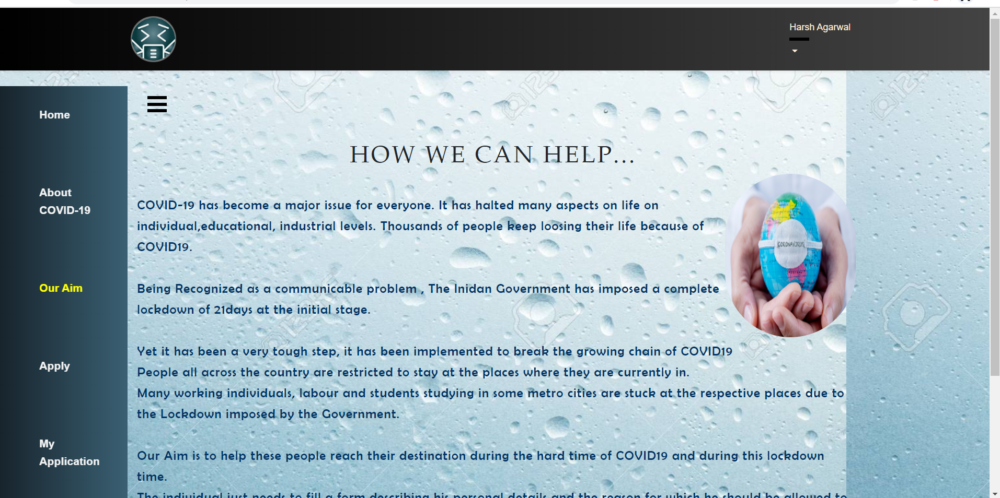 Harsh Agarwal
Home
About
COVID-19
Our Aim
Apply
My
Application
HOW WE CAN HELP...
COVID-19 has become a major issue for everyone. It has halted many aspects on life on
individual,educational, industrial levels. Thousands of people keep loosing their life because of
COVID19.
CORONAVIRUS
Being Recognized as a communicable problem , The Inidan Government has imposed a complete
lockdown of 21days at the initial stage.
Yet it has been a very tough step, it has been implemented to break the growing chain of COVID19
People all across the country are restricted to stay at the places where they are currently in.
Many working individuals, labour and students studying in some metro cities are stuck at the respective places due to
the Lockdown imposed by the Government.
Our Aim is to help these people reach their destination during the hard time of COVID19 and during this lockdown
time.
The individual just needs to fill a form describing his personal details and the reason for which he should be allowed to